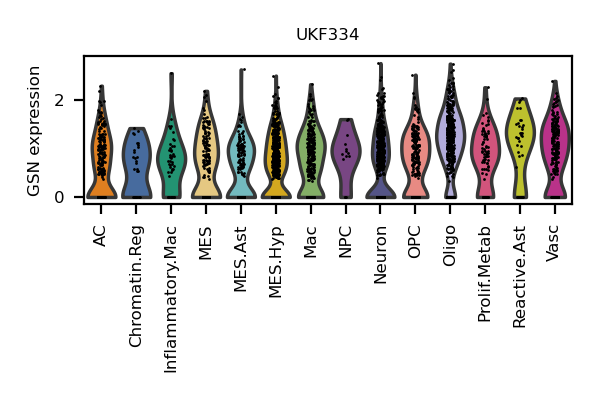 UKF334
GSN expression
2
0
AC
Chromatin.Reg
Inflammatory.Mac
MES
MES.Ast
MES.Hyp
Mac
NPC
Neuron
OPC
Oligo
Prolif.Metab
Reactive.Ast
Vasc